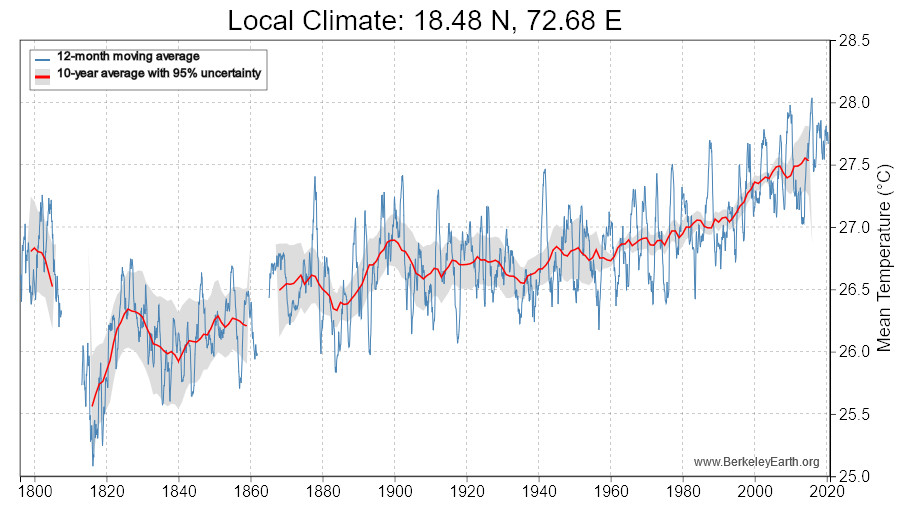 Local Climate: 18.48 N, 72.68 E
12-month moving average
10-year average with 95% uncertainty
28.5
28.0
27.5
27.0
26.5
26.0
25.5
25.0
Mean Temperature (°C)
www.BerkeleyEarth.org
1800 1820 1840 1860 1880 1900 1920 1940 1960 1980 2000 2020